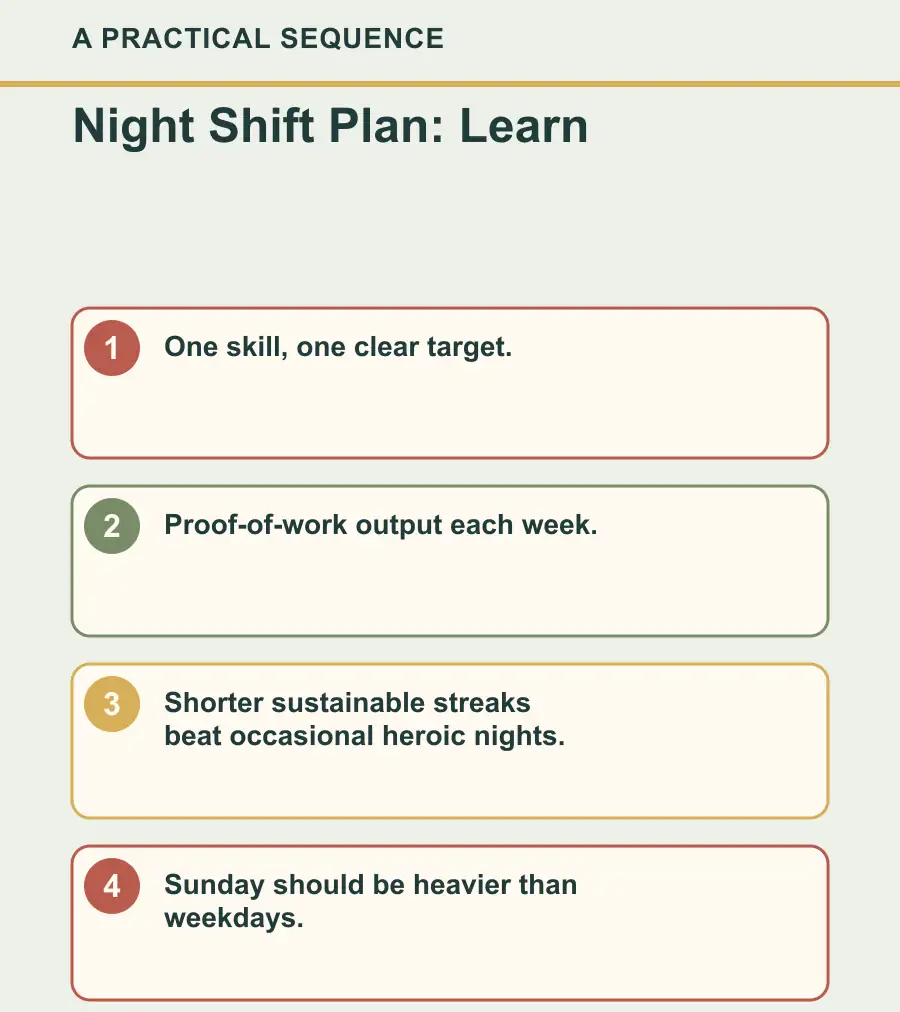 A PRACTICAL SEQUENCE
Night Shift Plan: Learn
1
One skill, one clear target.
2
Proof-of-work output each week.
3
Shorter sustainable streaks
beat occasional heroic nights.
4
Sunday should be heavier than
weekdays.